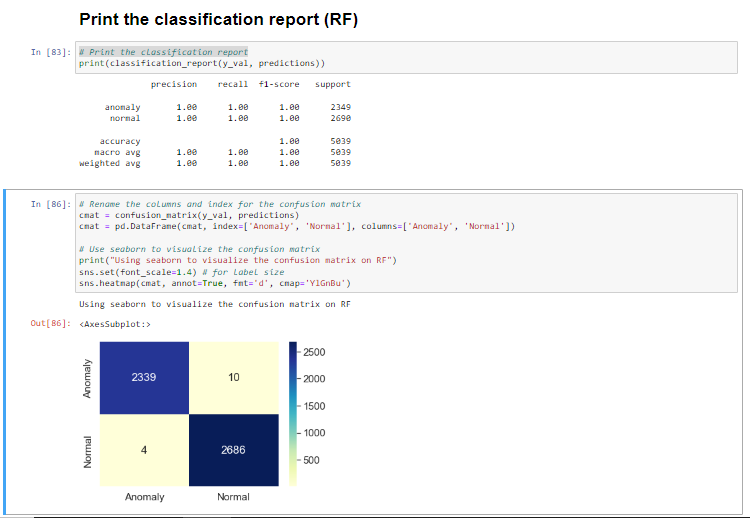 Print the classification report (RF)
In [83]: # Print the classification report
print(classification_report(y_val, predictions))
precision recall f1-score support
anomaly 1.00 1.00 1.00 2349
normal 1.00 1.00 1.00 2690
accuracy 1.00 5039
macro avg 1.00 1.00 1.00 5039
weighted avg 1.00 1.00 1.00 5039
In [86]: # Rename the columns and index for the confusion matrix
cmat = confusion_matrix(y_val, predictions)
cmat = pd.DataFrame(cmat, index=['Anomaly', 'Normal'], columns=['Anomaly', 'Normal'])
# Use seaborn to visualize the confusion matrix
print("Using seaborn to visualize the confusion matrix on RF")
sns.set(font_scale=1.4) # for label size
sns.heatmap(cmat, annot=True, fmt='d', cmap='YlGnBu')
Using seaborn to visualize the confusion matrix on RF
Out[86]: <AxesSubplot:>
Anomaly
2339 10
Normal
4 2686
Anomaly Normal
2500
2000
1500
1000
500